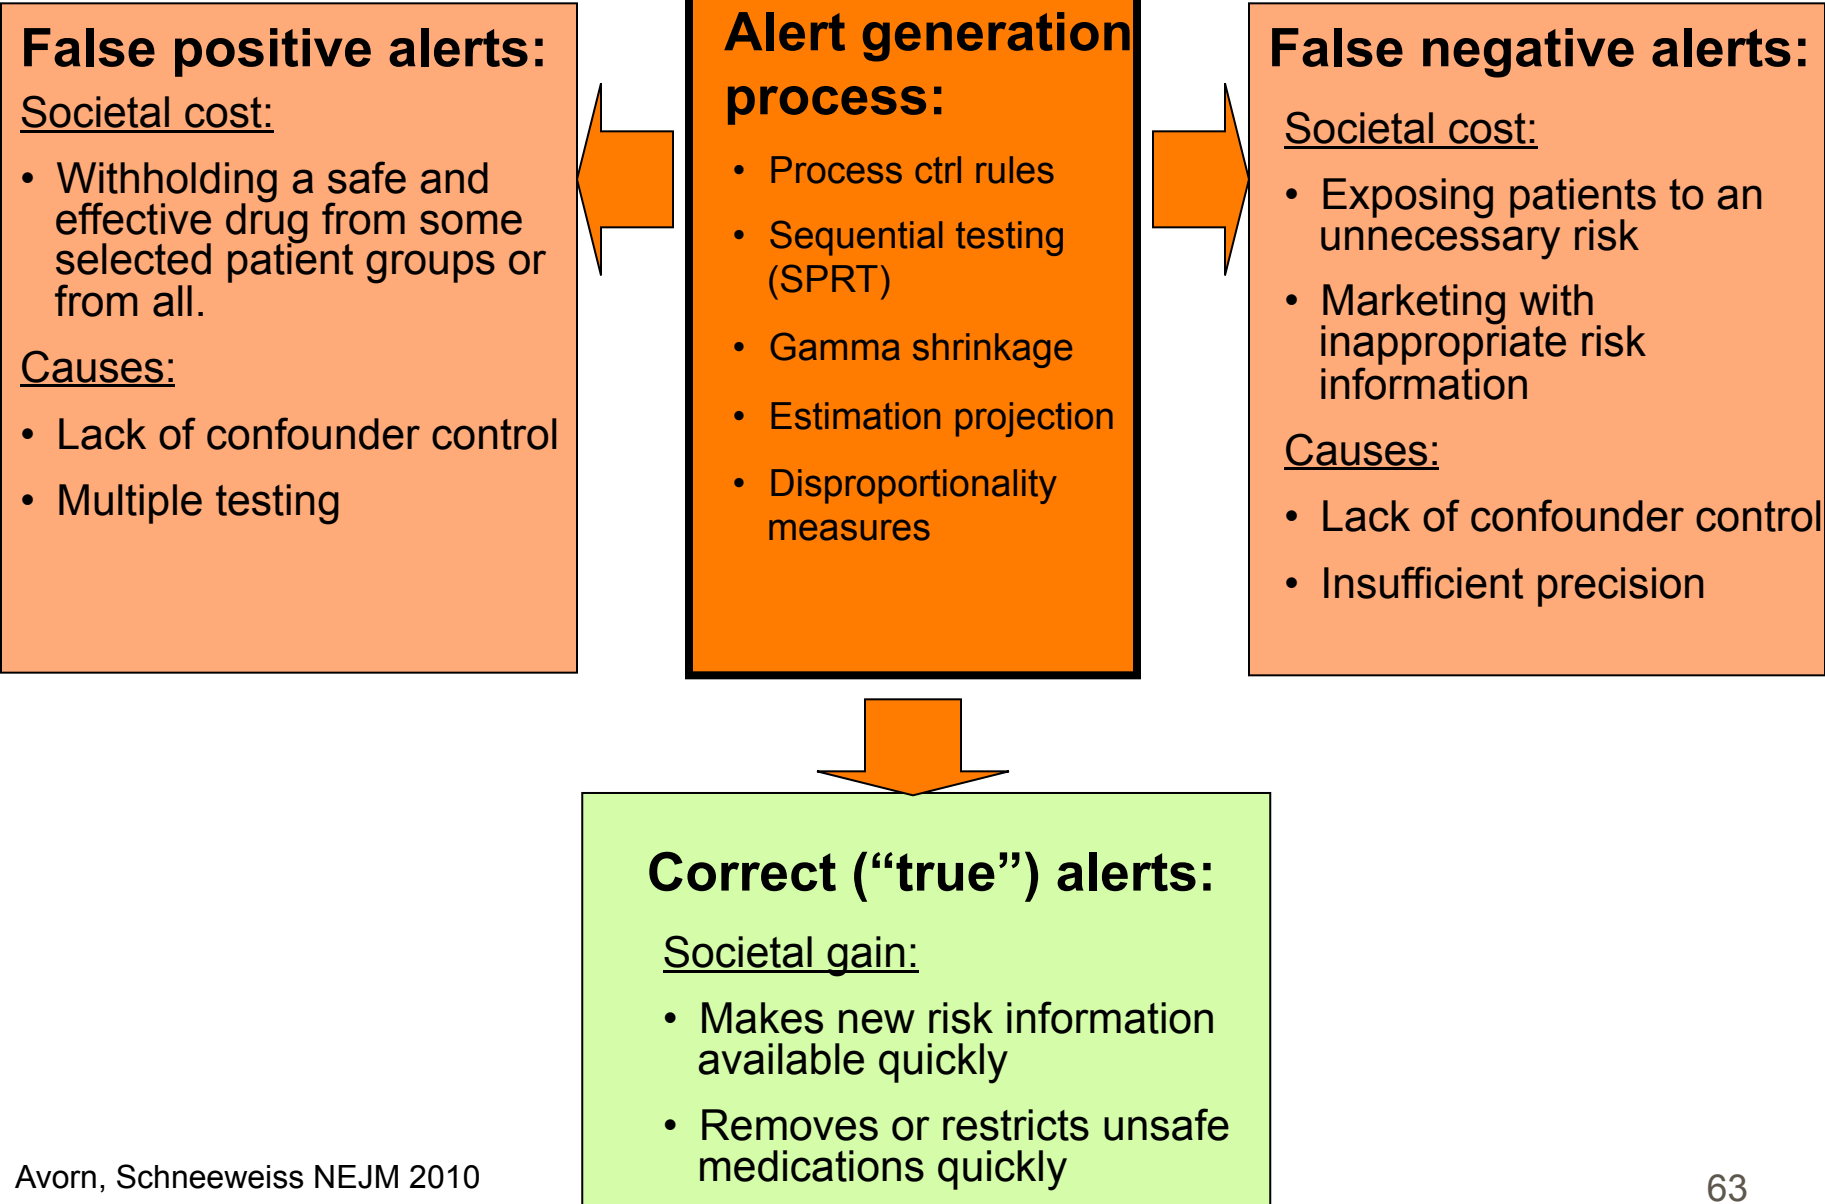 False positive alerts:
Societal cost:
• Withholding a safe and
effective drug from some
selected patient groups or
from all.
Causes:
• Lack of confounder control
• Multiple testing
Alert generation
process:
• Process ctrl rules
• Sequential testing
(SPRT)
• Gamma shrinkage
• Estimation projection
• Disproportionality
measures
False negative alerts:
Societal cost:
• Exposing patients to an
unnecessary risk
• Marketing with
inappropriate risk
information
Causes:
• Lack of confounder control
• Insufficient precision
Correct (“true”) alerts:
Societal gain:
• Makes new risk information
available quickly
• Removes or restricts unsafe
medications quickly
Avorn, Schneeweiss NEJM 2010
63